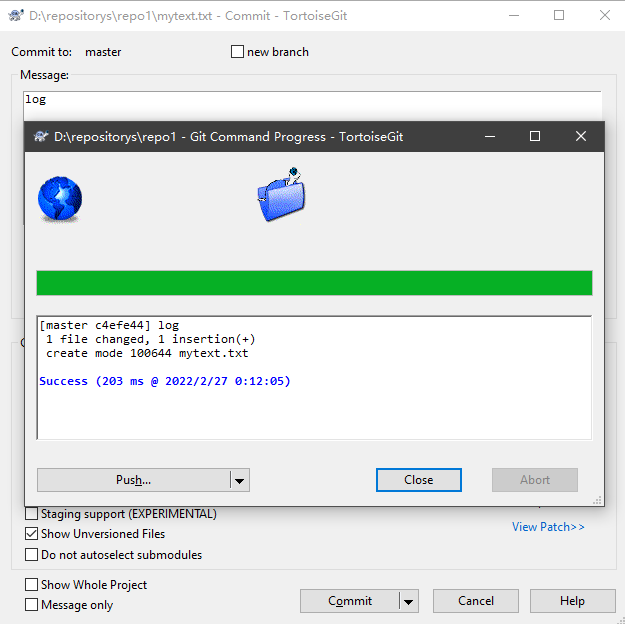 D:\repositorys\repo1\mytext.txt - Commit - TortoiseGit
Commit to: master new branch
Message:
log
D:\repositorys\repo1 - Git Command Progress - TortoiseGit
[master c4efe44] log
1 file changed, 1 insertion(+)
create mode 100644 mytext.txt
Success (203 ms @ 2022/2/27 0:12:05)
Push... Close Abort
Staging support (EXPERIMENTAL)
Show Unversioned Files
View Patch>>
Do not autoselect submodules
Show Whole Project
Message only
Commit Cancel Help